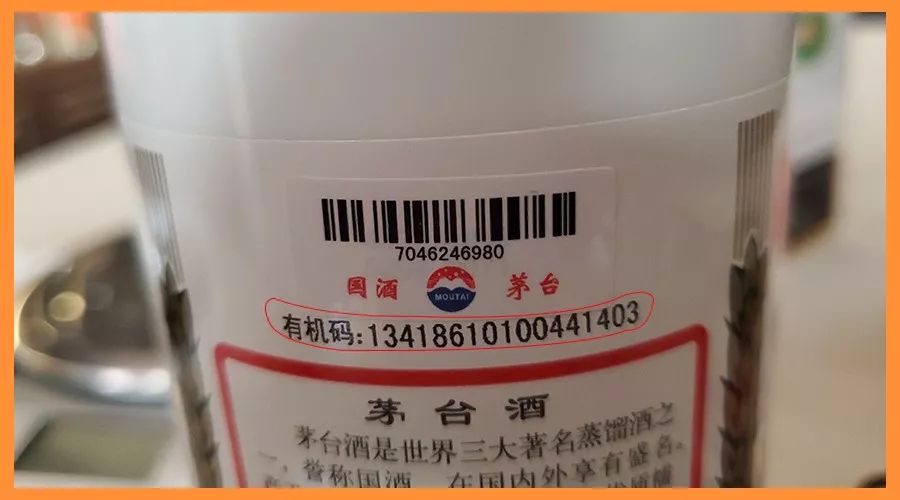 7046246980
国酒 MOUTAI 茅台
有机码:13418610100441403
茅台酒
茅台酒是世界三大著名蒸馏酒之
一，誉称国酒，在国内外享有盛名。